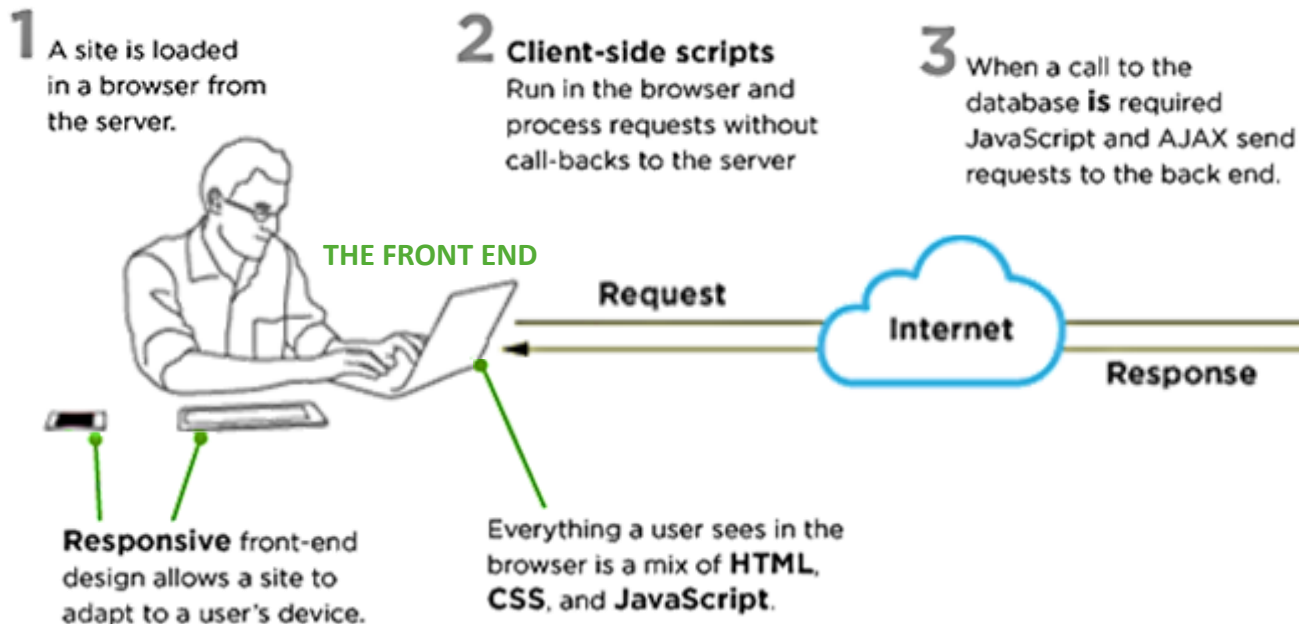 1
A site is loaded
in a browser from
the server.
2
Client-side scripts
Run in the browser and
process requests without
call-backs to the server
3
When a call to the
database is required
JavaScript and AJAX send
requests to the back end.
THE FRONT END
Request
Internet
Response
Responsive front-end
design allows a site to
adapt to a user's device.
Everything a user sees in the
browser is a mix of HTML,
CSS, and JavaScript.